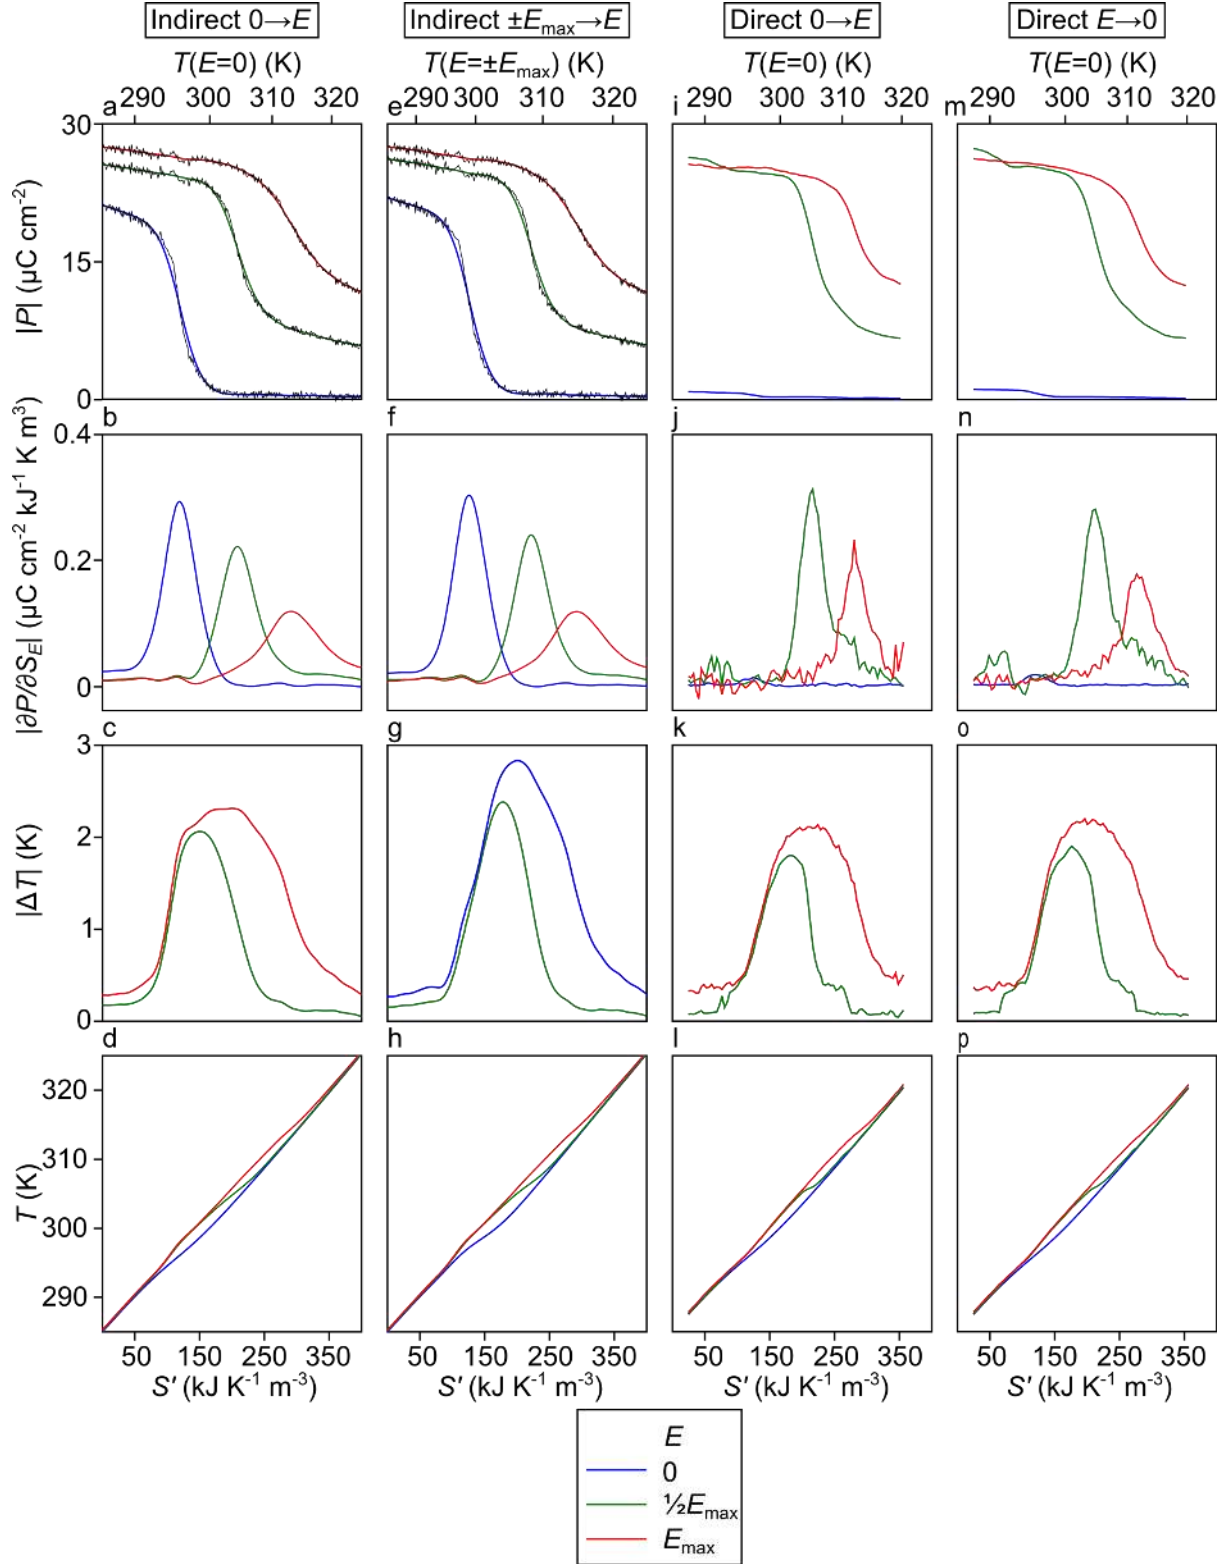 Indirect 0→E
Indirect ±Emax→E
Direct 0→E
Direct E→0
T(E=0) (K)
T(E=±Emax) (K)
T(E=0) (K)
T(E=0) (K)
290 300 310 320
290 300 310 320
290 300 310 320
290 300 310 320
a
e
i
m
30
15
0
|P| (µC cm-2)
b
f
j
n
0.4
0.2
0
|∂P/∂SE| (µC cm-2 kJ-1 K m3)
c
g
k
o
3
2
1
0
|ΔT| (K)
d
h
l
p
320
310
300
290
T (K)
50 150 250 350
50 150 250 350
50 150 250 350
50 150 250 350
S′ (kJ K-1 m-3)
S′ (kJ K-1 m-3)
S′ (kJ K-1 m-3)
S′ (kJ K-1 m-3)
E
0
½Emax
Emax